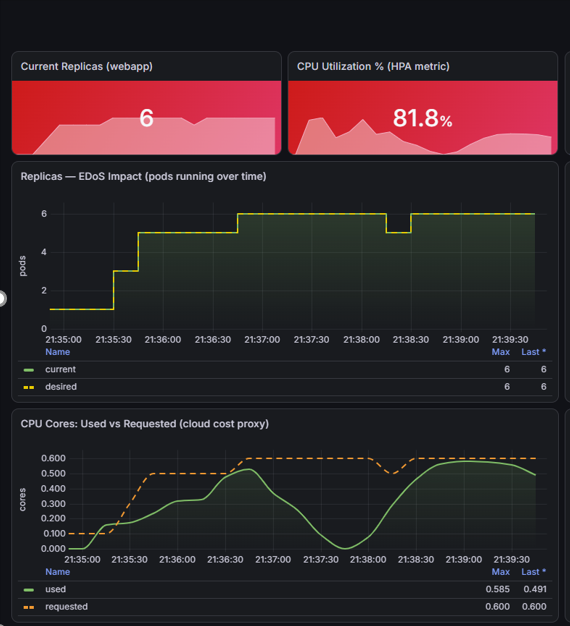 Current Replicas (webapp)
6
CPU Utilization % (HPA metric)
81.8%
Replicas — EDoS Impact (pods running over time)
pods
6
4
2
0
21:35:00 21:35:30 21:36:00 21:36:30 21:37:00 21:37:30 21:38:00 21:38:30 21:39:00 21:39:30
Name Max Last *
current 6 6
desired 6 6
CPU Cores: Used vs Requested (cloud cost proxy)
cores
0.600
0.500
0.400
0.300
0.200
0.100
0.000
21:35:00 21:35:30 21:36:00 21:36:30 21:37:00 21:37:30 21:38:00 21:38:30 21:39:00 21:39:30
Name Max Last *
used 0.585 0.491
requested 0.600 0.600